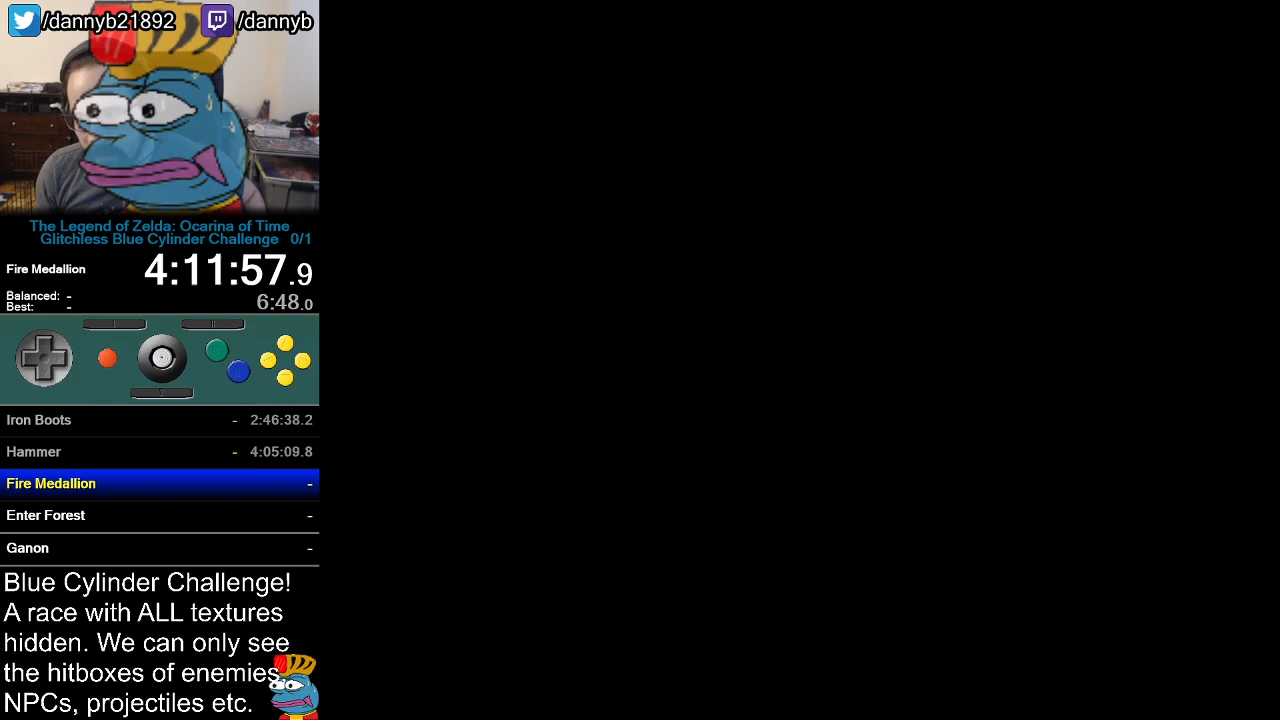 /dannyb21892 /dannyb
The Legend of Zelda: Ocarina of Time
Glitchless Blue Cylinder Challenge 0/1
Fire Medallion 4:11:57.9
Balanced: - 6:48.0
Best: -
Iron Boots - 2:46:38.2
Hammer - 4:05:09.8
Fire Medallion -
Enter Forest -
Ganon -
Blue Cylinder Challenge!
A race with ALL textures
hidden. We can only see
the hitboxes of enemies
NPCs, projectiles etc.